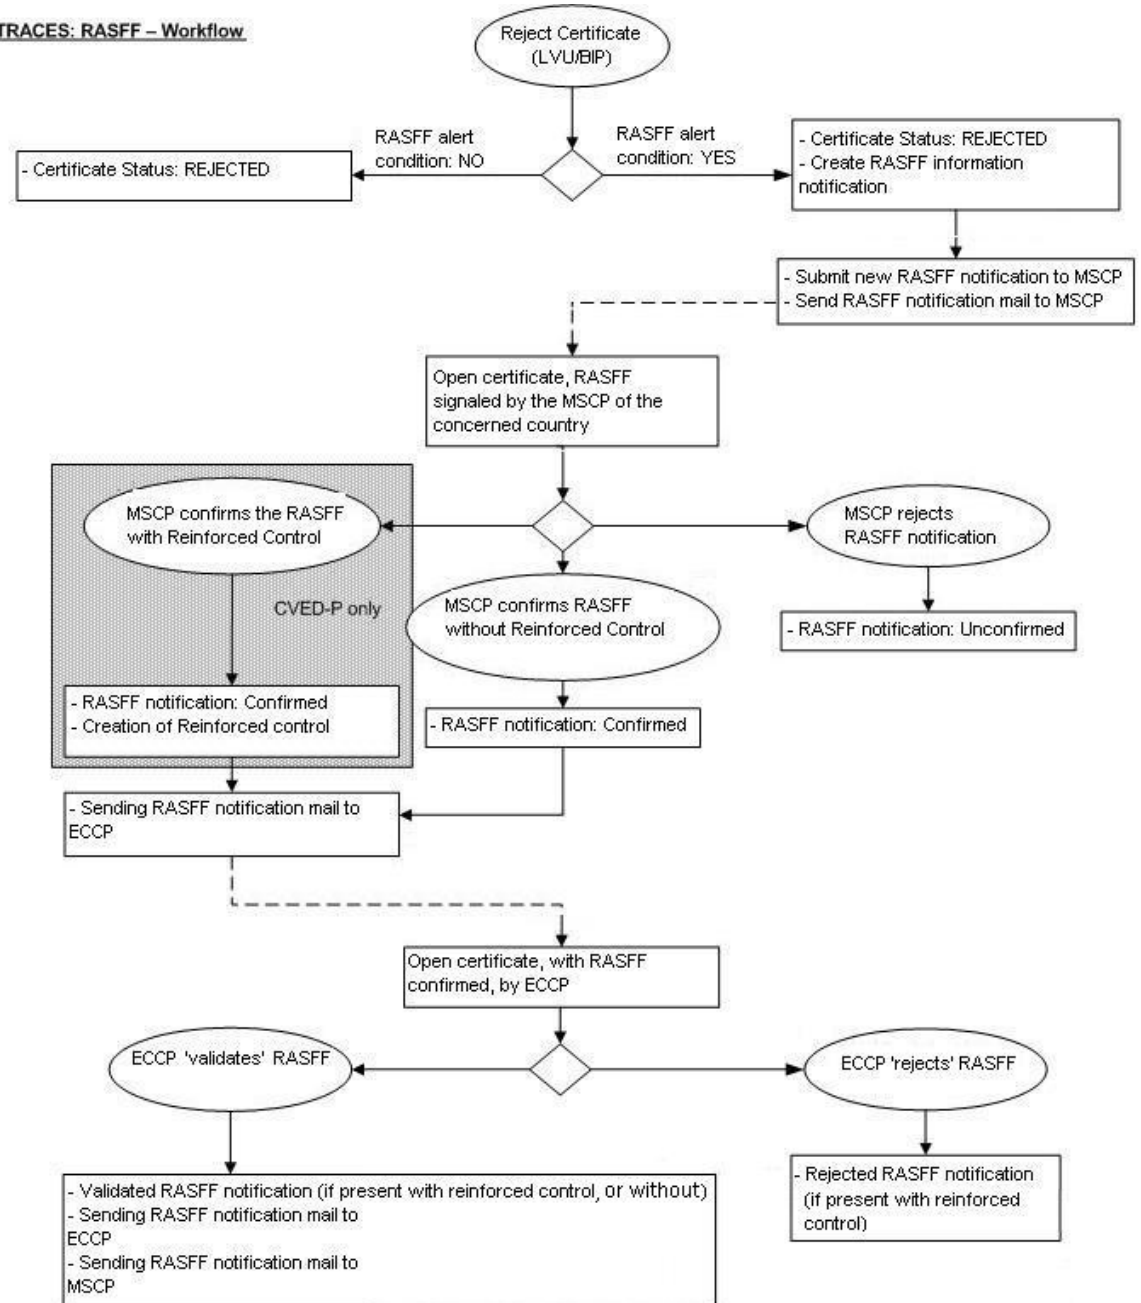 TRACES: RASFF – Workflow
Reject Certificate
(LVU/BIP)
RASFF alert
condition: NO
RASFF alert
condition: YES
- Certificate Status: REJECTED
- Certificate Status: REJECTED
- Create RASFF information
notification
- Submit new RASFF notification to MSCP
- Send RASFF notification mail to MSCP
Open certificate, RASFF
signaled by the MSCP of the
concerned country
MSCP confirms the RASFF
with Reinforced Control
MSCP rejects
RASFF notification
CVED-P only
MSCP confirms RASFF
without Reinforced Control
- RASFF notification: Unconfirmed
- RASFF notification: Confirmed
- Creation of Reinforced control
- RASFF notification: Confirmed
- Sending RASFF notification mail to
ECCP
Open certificate, with RASFF
confirmed, by ECCP
ECCP 'validates' RASFF
ECCP 'rejects' RASFF
- Validated RASFF notification (if present with reinforced control, or without)
- Sending RASFF notification mail to
ECCP
- Sending RASFF notification mail to
MSCP
- Rejected RASFF notification
(if present with reinforced
control)